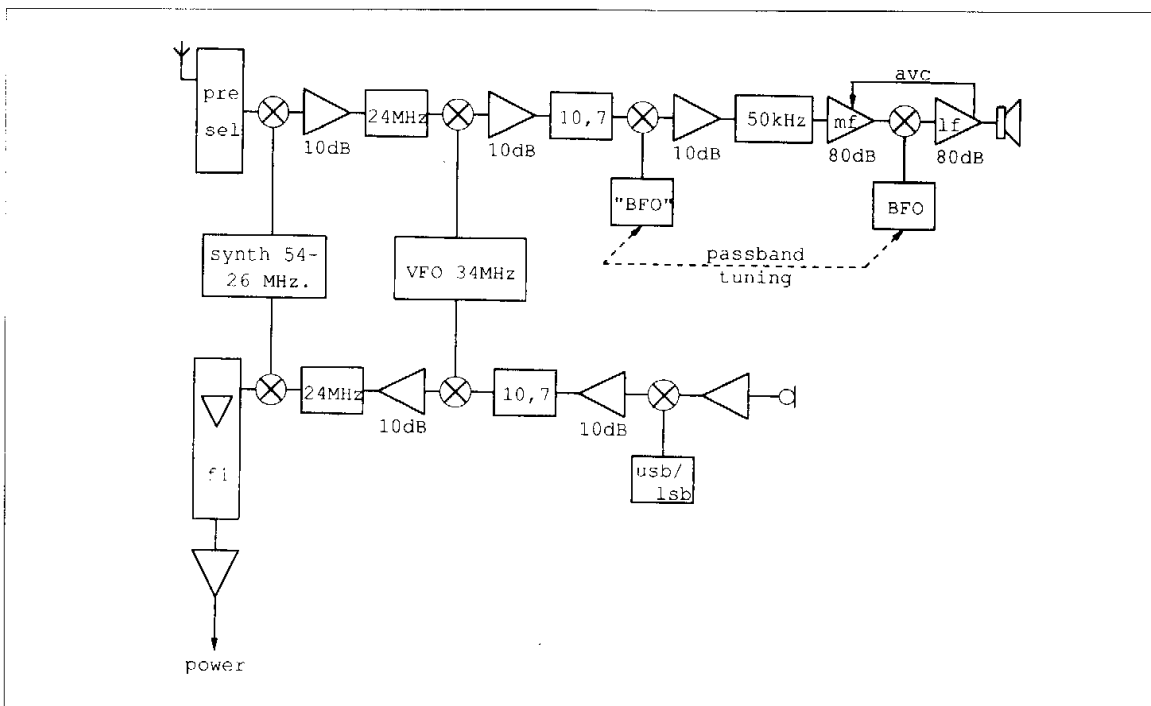 avc
pre
sel
24MHz
10,7
50kHz
mf
lf
10dB
10dB
10dB
80dB
80dB
"BFO"
BFO
synth 54-
26 MHz.
VFO 34MHz
passband
tuning
24MHz
10,7
10dB
10dB
usb/
lsb
fi
power